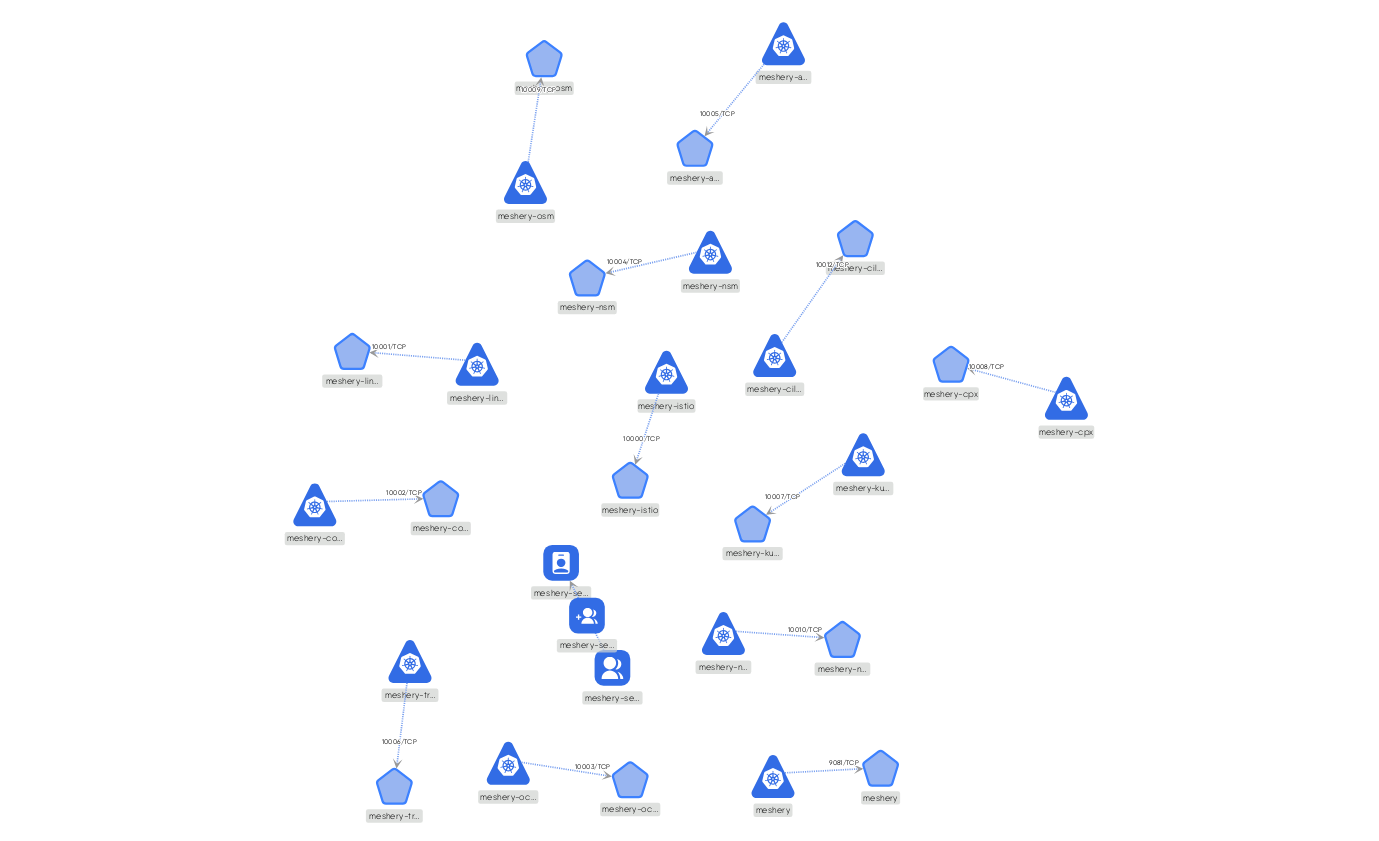 meshery-a...
10009/TCP
10005/TCP
meshery-a...
meshery-osm
10004/TCP
10012/TCP
meshery-cil...
meshery-nsm
meshery-nsm
10001/TCP
10008/TCP
meshery-lin...
meshery-cil...
meshery-cpx
meshery-lin...
meshery-istio
meshery-cpx
10000/TCP
meshery-ku...
10002/TCP
10007/TCP
meshery-istio
meshery-co...
meshery-co...
meshery-ku...
meshery-se...
10010/TCP
meshery-se...
meshery-n...
meshery-n...
meshery-tr...
meshery-se...
10006/TCP
10003/TCP
9081/TCP
meshery-oc...
meshery
meshery-oc...
meshery
meshery-tr...